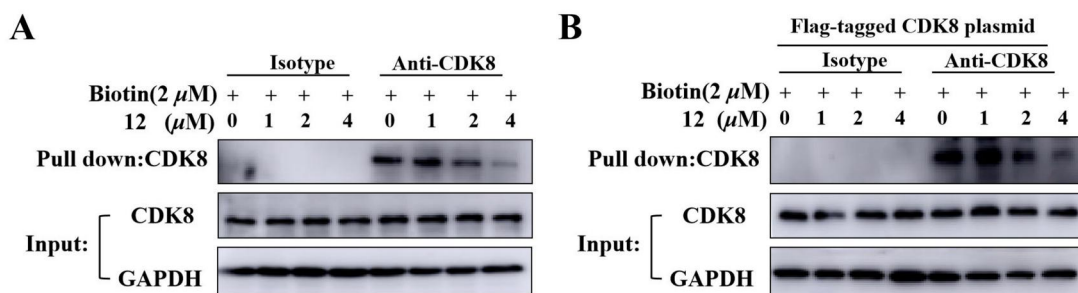 A
Isotype Anti-CDK8
Biotin(2 μM) + + + + + + + +
12 (μM) 0 1 2 4 0 1 2 4
Pull down:CDK8
CDK8
Input:
GAPDH
B
Flag-tagged CDK8 plasmid
Isotype Anti-CDK8
Biotin(2 μM) + + + + + + + +
12 (μM) 0 1 2 4 0 1 2 4
Pull down:CDK8
CDK8
Input:
GAPDH